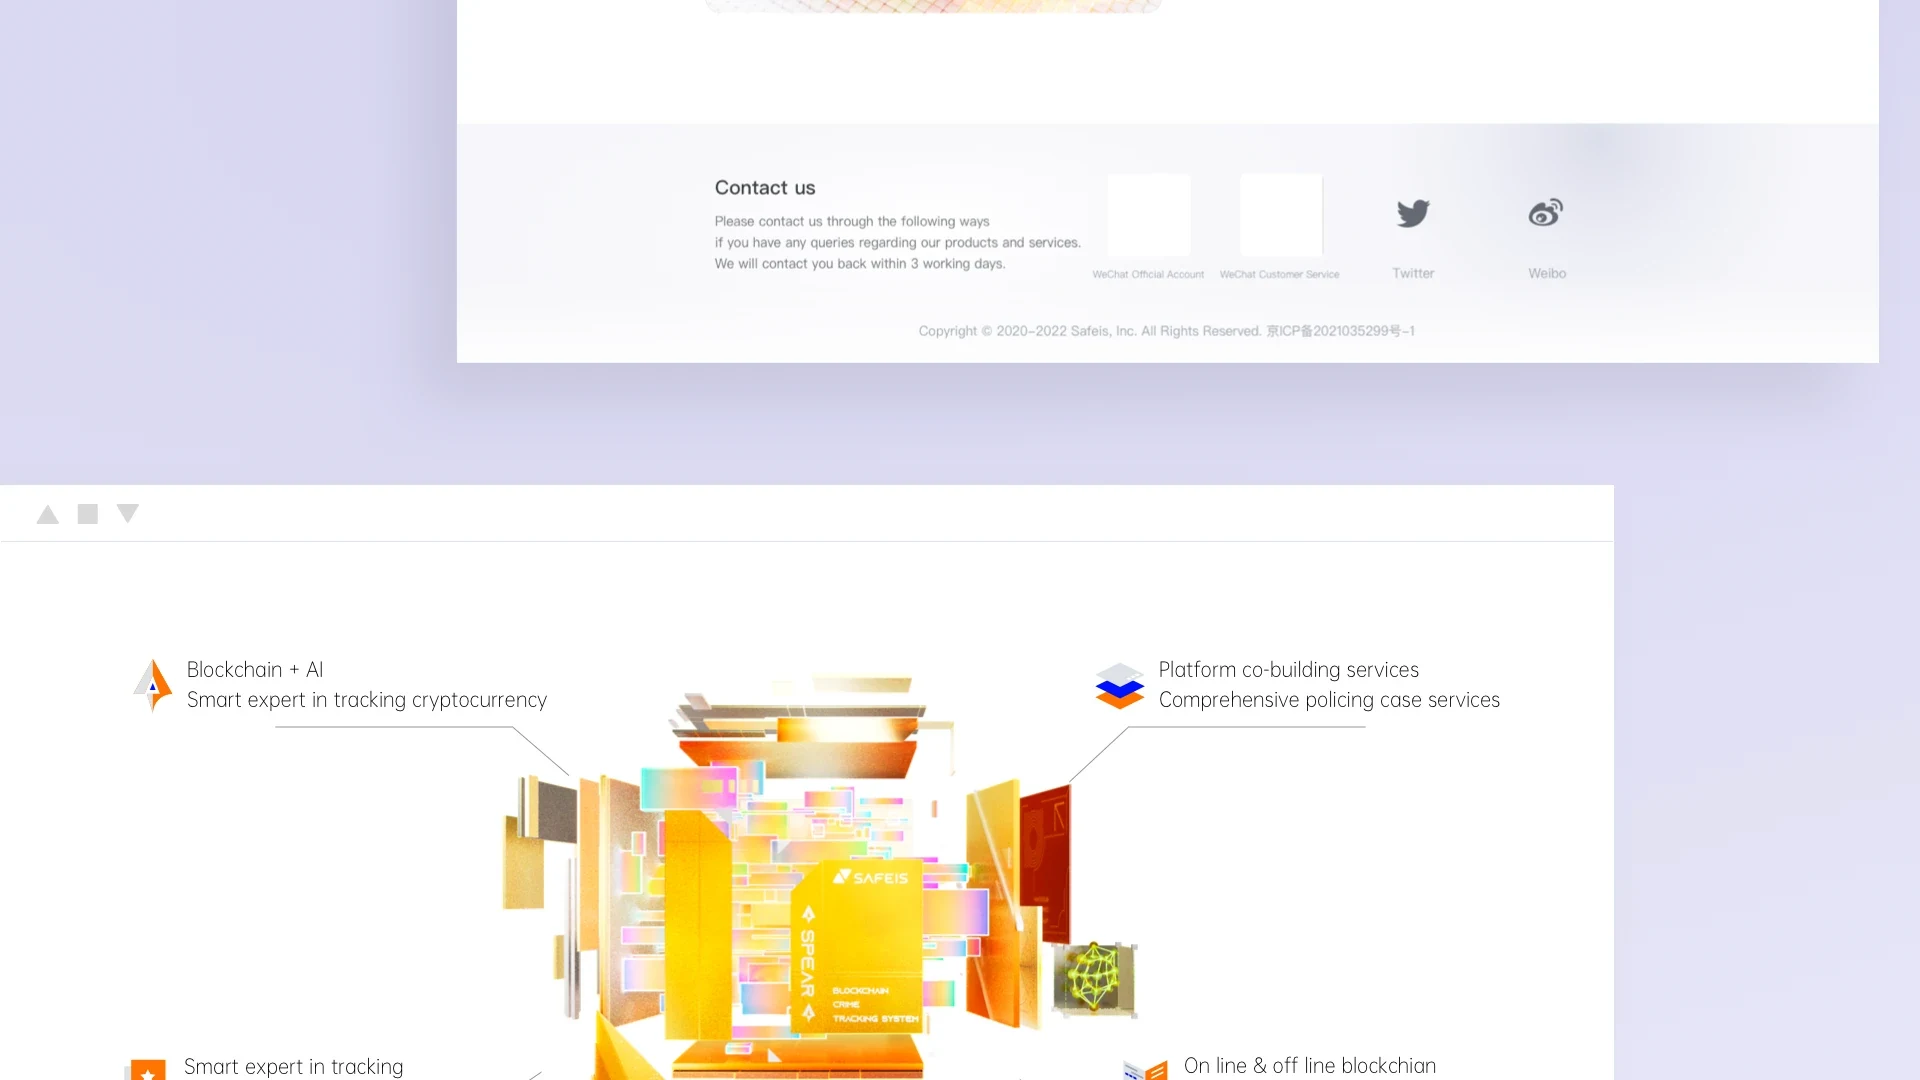 Contact us
Please contact us through the following ways
if you have any queries regarding our products and services.
We will contact you back within 3 working days.
WeChat Official Account
WeChat Customer Service
Twitter
Weibo
Copyright © 2020-2022 Safeis, Inc. All Rights Reserved. 京ICP备2021035299号-1
Blockchain + AI
Smart expert in tracking cryptocurrency
Platform co-building services
Comprehensive policing case services
SAFEIS
SPEAR
BLOCKCHAIN
CRIME
TRACKING SYSTEM
Smart expert in tracking
On line & off line blockchian